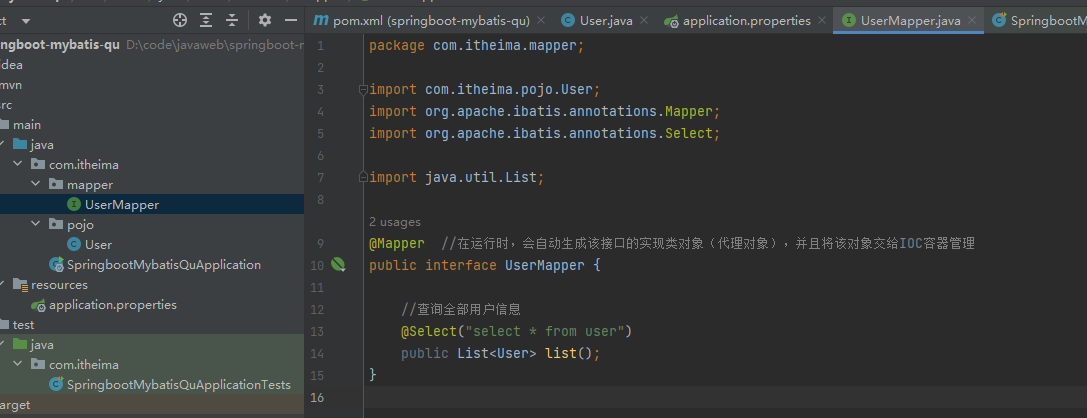 pom.xml (springboot-mybatis-qu)
User.java
application.properties
UserMapper.java
SpringbootM
ngboot-mybatis-qu D:\code\javaweb\springboot-m
idea
mvn
rc
main
java
com.itheima
mapper
UserMapper
pojo
User
SpringbootMybatisQuApplication
resources
application.properties
test
java
com.itheima
SpringbootMybatisQuApplicationTests
arget
1 package com.itheima.mapper;
2
3 import com.itheima.pojo.User;
4 import org.apache.ibatis.annotations.Mapper;
5 import org.apache.ibatis.annotations.Select;
6
7 import java.util.List;
8
2 usages
9 @Mapper //在运行时，会自动生成该接口的实现类对象（代理对象），并且将该对象交给IOC容器管理
10 public interface UserMapper {
11
12 //查询全部用户信息
13 @Select("select * from user")
14 public List<User> list();
15 }
16